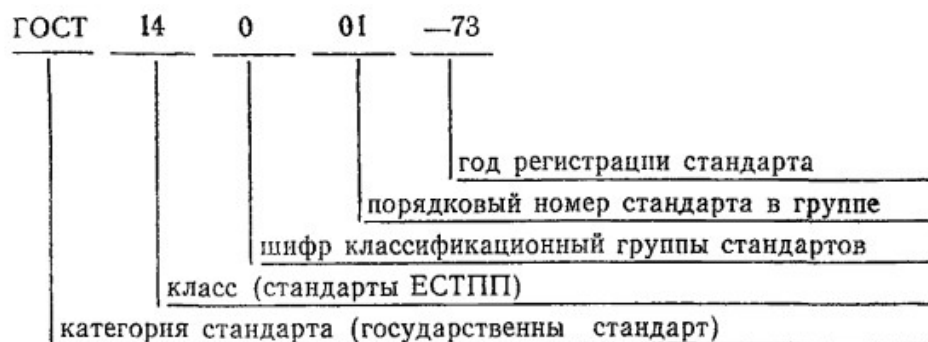 ГОСТ 14 0 01 —73
год регистрации стандарта
порядковый номер стандарта в группе
шифр классификационный группы стандартов
класс (стандарты ЕСТПП)
категория стандарта (государственны стандарт)